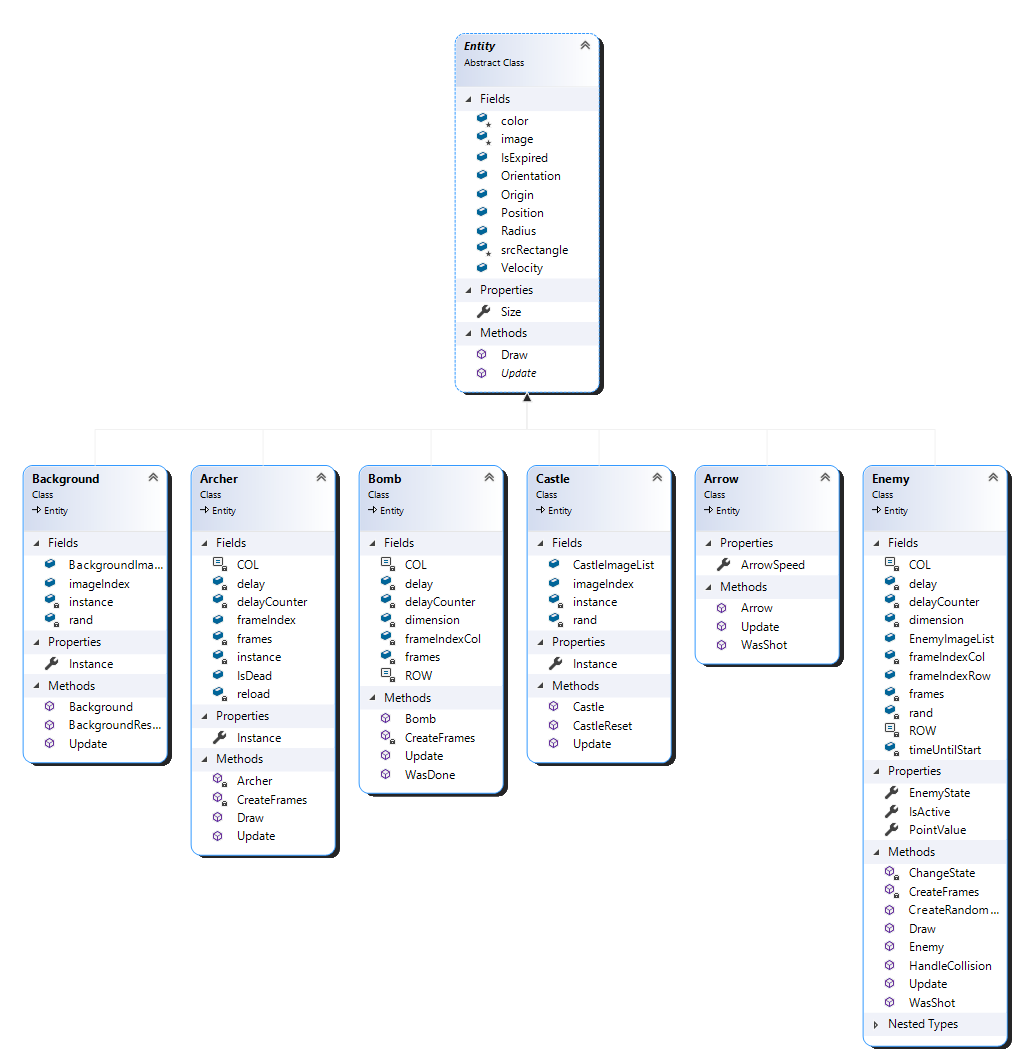 Entity
Abstract Class
Fields
color
image
IsExpired
Orientation
Origin
Position
Radius
srcRectangle
Velocity
Properties
Size
Methods
Draw
Update
Background
Class
Entity
Fields
BackgroundIma...
imageIndex
instance
rand
Properties
Instance
Methods
Background
BackgroundRes...
Update
Archer
Class
Entity
Fields
COL
delay
delayCounter
frameIndex
frames
instance
IsDead
reload
Properties
Instance
Methods
Archer
CreateFrames
Draw
Update
Bomb
Class
Entity
Fields
COL
delay
delayCounter
dimension
frameIndexCol
frames
ROW
Methods
Bomb
CreateFrames
Update
WasDone
Castle
Class
Entity
Fields
CastleImageList
imageIndex
instance
rand
Properties
Instance
Methods
Castle
CastleReset
Update
Arrow
Class
Entity
Properties
ArrowSpeed
Methods
Arrow
Update
WasShot
Enemy
Class
Entity
Fields
COL
delay
delayCounter
dimension
EnemyImageList
frameIndexCol
frameIndexRow
frames
rand
ROW
timeUntilStart
Properties
EnemyState
IsActive
PointValue
Methods
ChangeState
CreateFrames
CreateRandom...
Draw
Enemy
HandleCollision
Update
WasShot
Nested Types